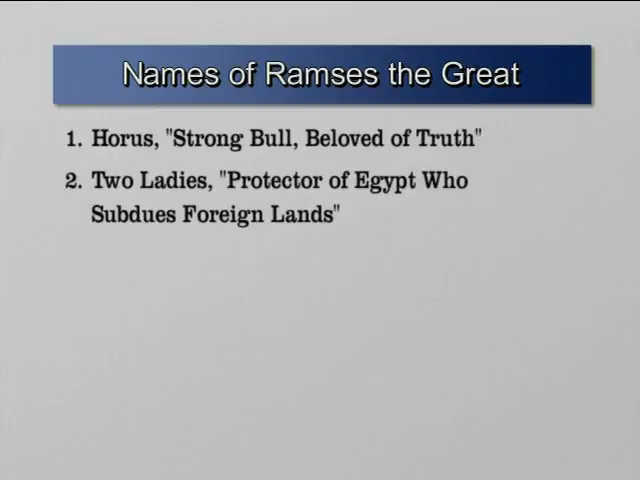 Names of Ramses the Great
1. Horus, "Strong Bull, Beloved of Truth"
2. Two Ladies, "Protector of Egypt Who
Subdues Foreign Lands"